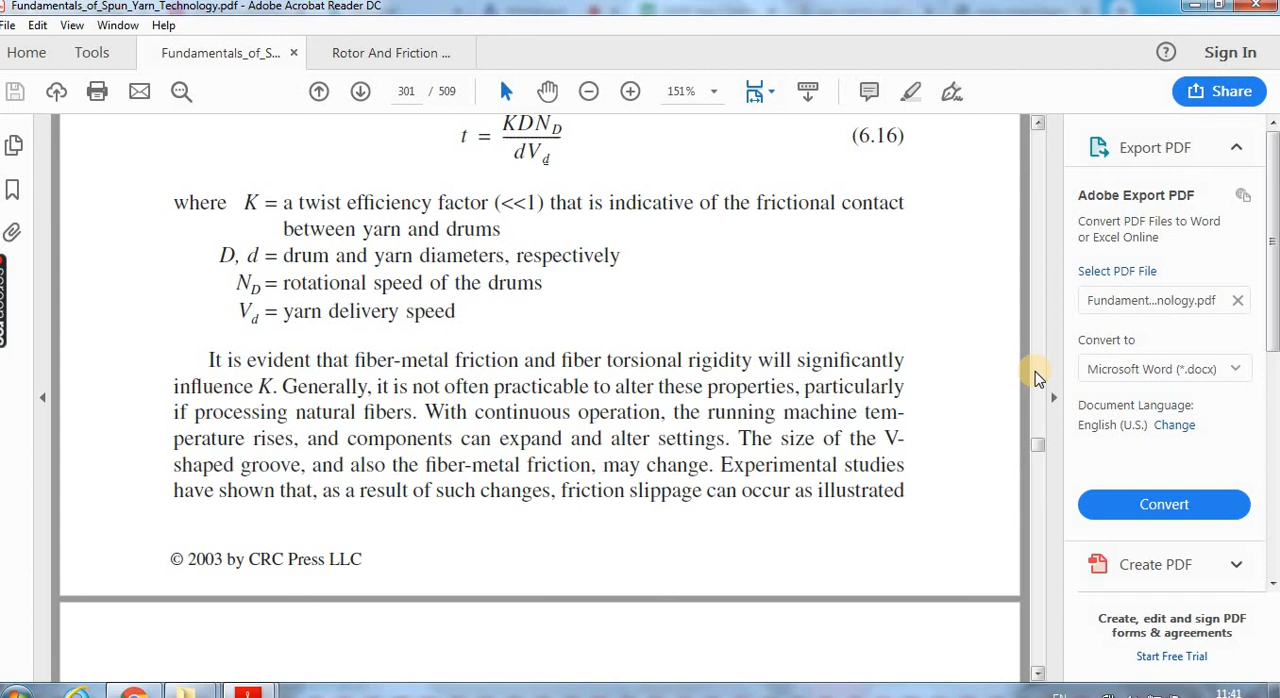 Fundamentals_of_Spun_Yarn_Technology.pdf - Adobe Acrobat Reader DC
File Edit View Window Help
Home Tools Fundamentals_of_S... × Rotor And Friction ... Sign In
301 / 509 151% Share
t = KDN_D / dV_d (6.16)
where K = a twist efficiency factor (<<1) that is indicative of the frictional contact
between yarn and drums
D, d = drum and yarn diameters, respectively
N_D = rotational speed of the drums
V_d = yarn delivery speed
It is evident that fiber-metal friction and fiber torsional rigidity will significantly
influence K. Generally, it is not often practicable to alter these properties, particularly
if processing natural fibers. With continuous operation, the running machine tem-
perature rises, and components can expand and alter settings. The size of the V-
shaped groove, and also the fiber-metal friction, may change. Experimental studies
have shown that, as a result of such changes, friction slippage can occur as illustrated
© 2003 by CRC Press LLC
Export PDF
Adobe Export PDF
Convert PDF Files to Word
or Excel Online
Select PDF File
Fundament...nology.pdf
Convert to
Microsoft Word (*.docx)
Document Language:
English (U.S.) Change
Convert
Create PDF
Create, edit and sign PDF
forms & agreements
Start Free Trial
11:41